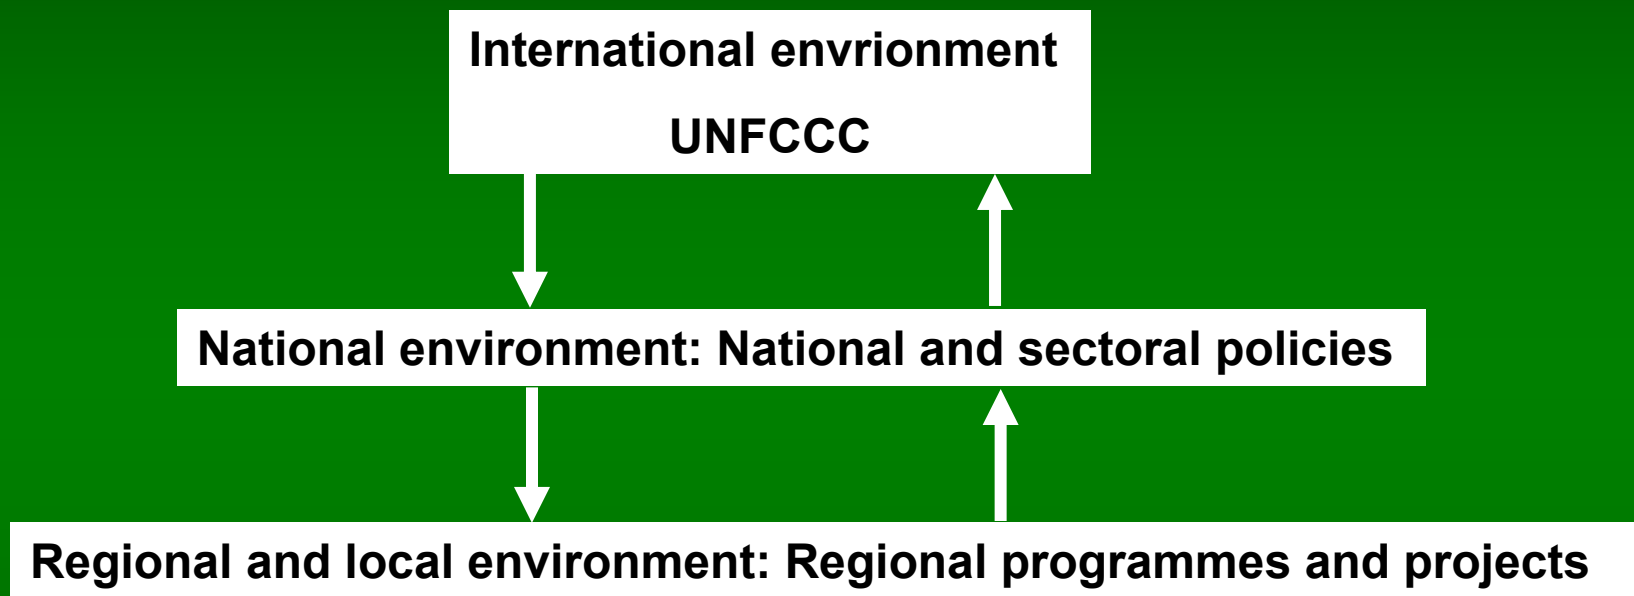 International envrionment
UNFCCC
National environment: National and sectoral policies
Regional and local environment: Regional programmes and projects